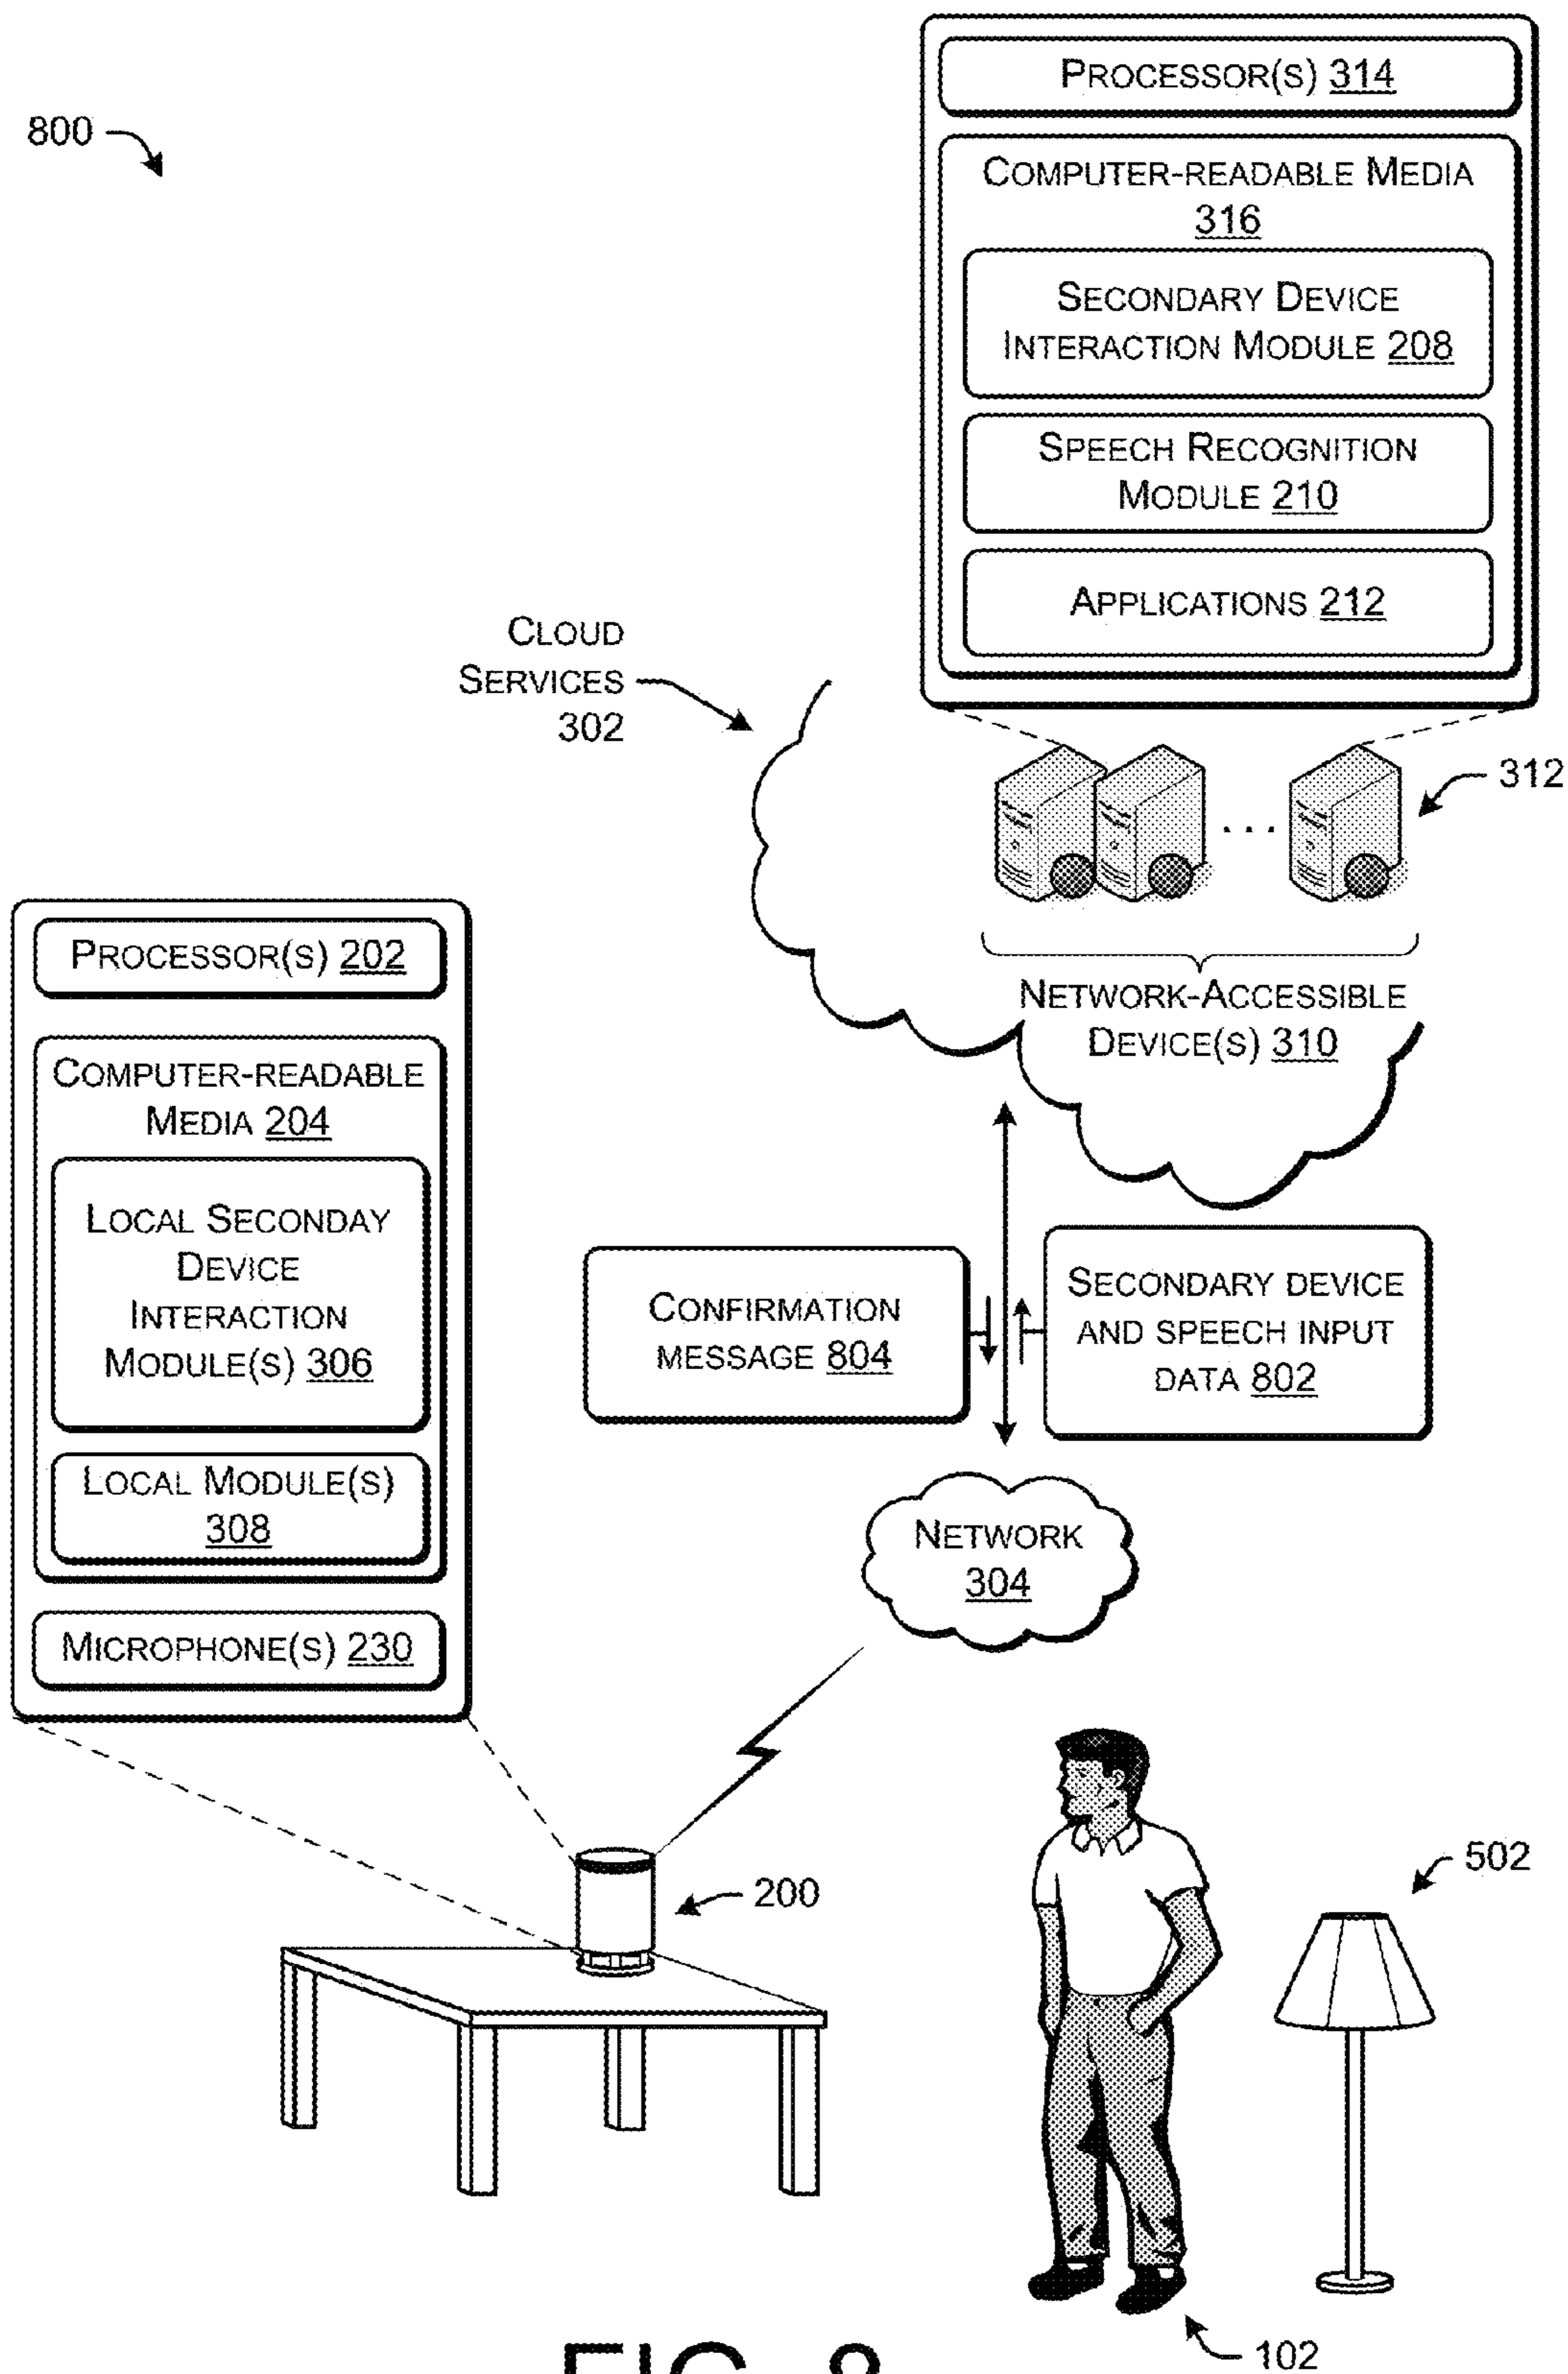 800
PROCESSOR(S) 314
COMPUTER-READABLE MEDIA
316
SECONDARY DEVICE
INTERACTION MODULE 208
SPEECH RECOGNITION
MODULE 210
APPLICATIONS 212
CLOUD
SERVICES
302
312
NETWORK-ACCESSIBLE
DEVICE(S) 310
PROCESSOR(S) 202
COMPUTER-READABLE
MEDIA 204
LOCAL SECONDAY
DEVICE
INTERACTION
MODULE(S) 306
LOCAL MODULE(S)
308
MICROPHONE(S) 230
CONFIRMATION
MESSAGE 804
SECONDARY DEVICE
AND SPEECH INPUT
DATA 802
NETWORK
304
200
502
102
FIG. 8